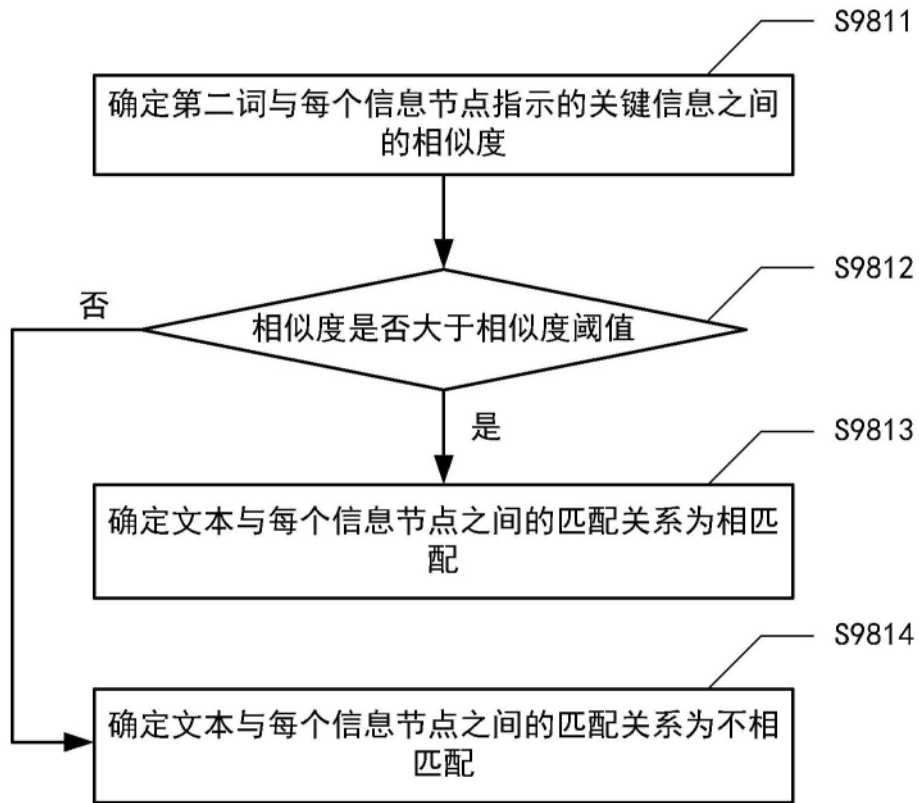 S9811
确定第二词与每个信息节点指示的关键信息之间
的相似度
S9812
否
相似度是否大于相似度阈值
是
S9813
确定文本与每个信息节点之间的匹配关系为相匹
配
S9814
确定文本与每个信息节点之间的匹配关系为不相
匹配